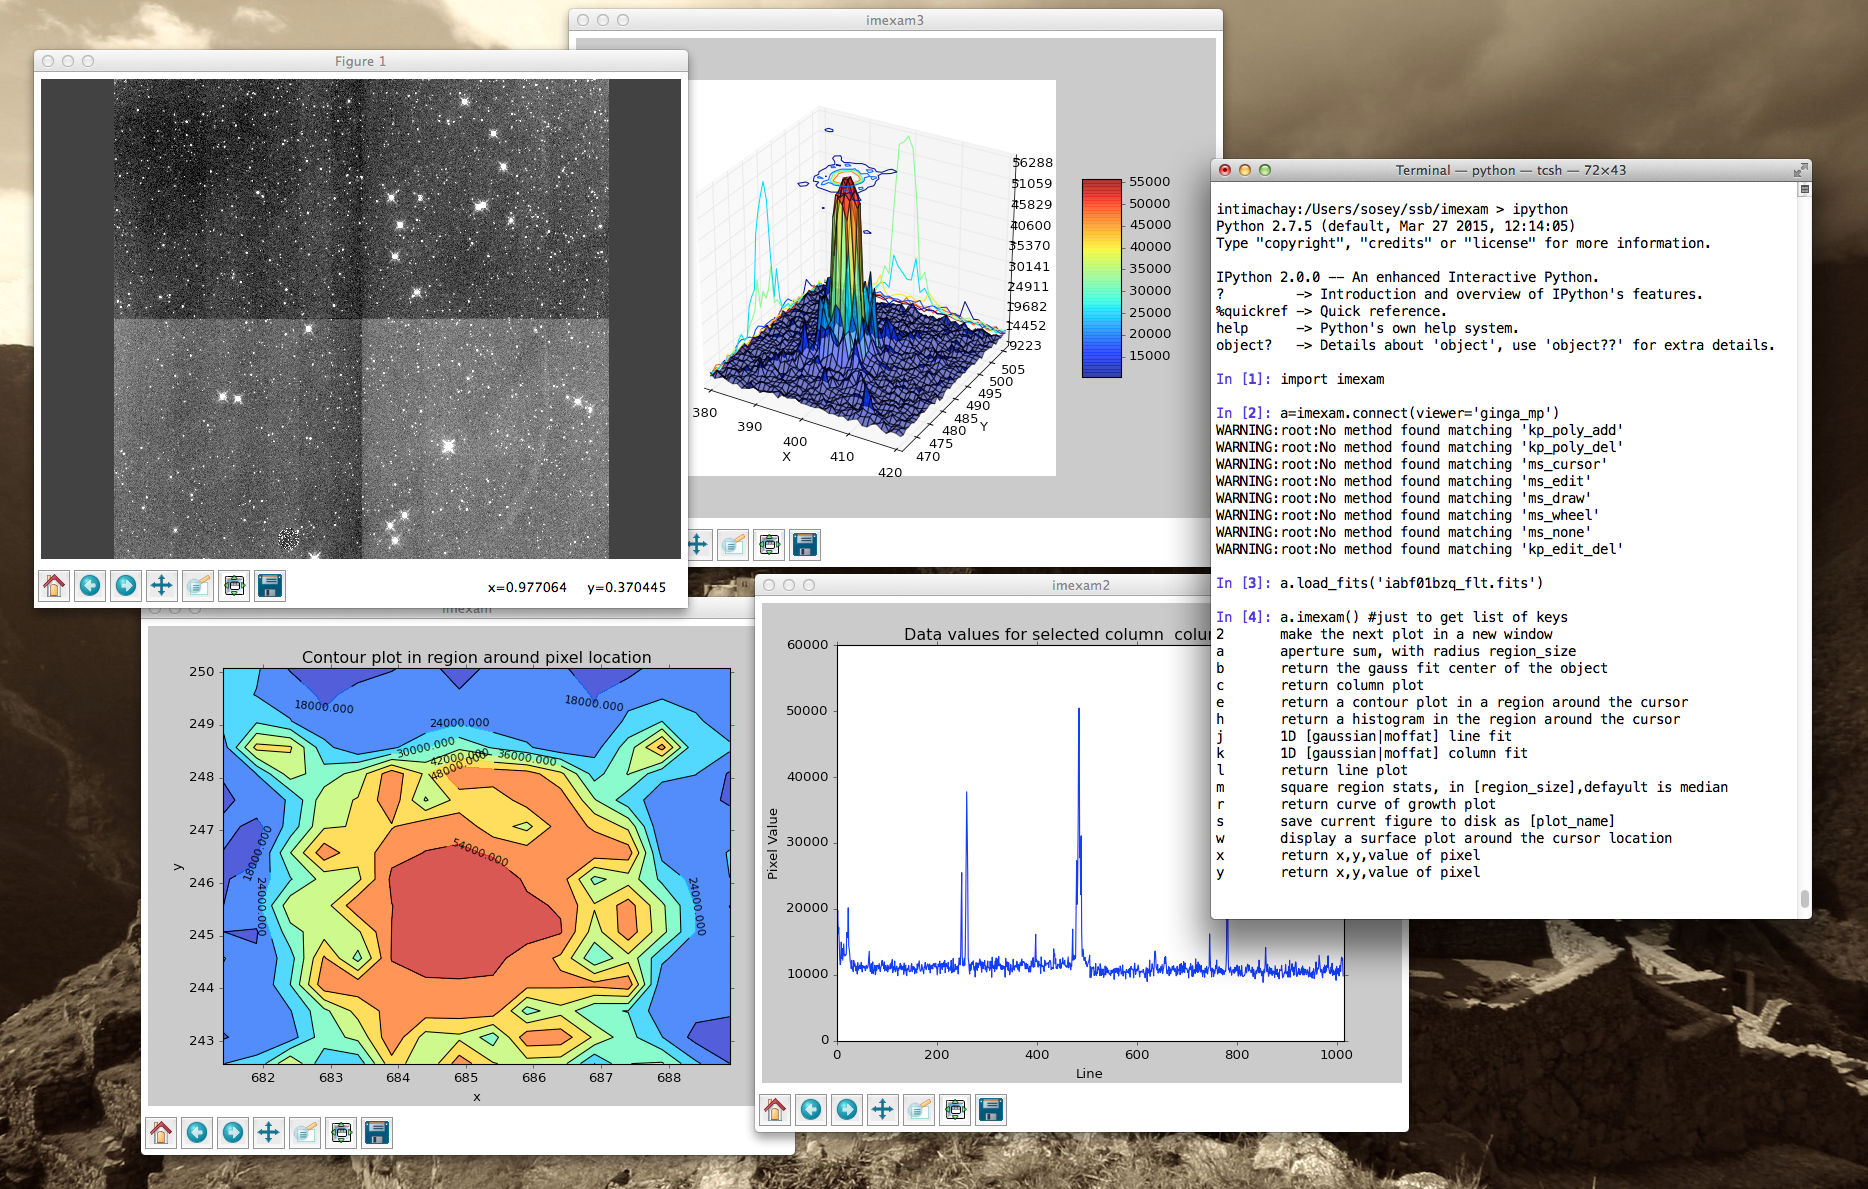 imexam3
Figure 1
x=0.977064 y=0.370445
56288
51059
45829
40600
35370
30141
24911
19682
14452
9223
505
500
495
490
485
480
475
470
Y
380
390
400
410
420
X
55000
50000
45000
40000
35000
30000
25000
20000
15000
Terminal — python — tcsh — 72×43
intimachay:/Users/sosey/ssb/imexam > ipython
Python 2.7.5 (default, Mar 27 2015, 12:14:05)
Type "copyright", "credits" or "license" for more information.
IPython 2.0.0 -- An enhanced Interactive Python.
? -> Introduction and overview of IPython's features.
%quickref -> Quick reference.
help -> Python's own help system.
object? -> Details about 'object', use 'object??' for extra details.
In [1]: import imexam
In [2]: a=imexam.connect(viewer='ginga_mp')
WARNING:root:No method found matching 'kp_poly_add'
WARNING:root:No method found matching 'kp_poly_del'
WARNING:root:No method found matching 'ms_cursor'
WARNING:root:No method found matching 'ms_edit'
WARNING:root:No method found matching 'ms_draw'
WARNING:root:No method found matching 'ms_wheel'
WARNING:root:No method found matching 'ms_none'
WARNING:root:No method found matching 'kp_edit_del'
In [3]: a.load_fits('iabf01bzq_flt.fits')
In [4]: a.imexam() #just to get list of keys
2 make the next plot in a new window
a aperture sum, with radius region_size
b return the gauss fit center of the object
c return column plot
e return a contour plot in a region around the cursor
h return a histogram in the region around the cursor
j 1D [gaussian|moffat] line fit
k 1D [gaussian|moffat] column fit
l return line plot
m square region stats, in [region_size],defayult is median
r return curve of growth plot
s save current figure to disk as [plot_name]
w display a surface plot around the cursor location
x return x,y,value of pixel
y return x,y,value of pixel
imexam
Contour plot in region around pixel location
250
249
248
247
246
245
244
243
y
682 683 684 685 686 687 688
x
18000.000
18000.000
24000.000
30000.000
36000.000
42000.000
48000.000
54000.000
18000.000
24000.000
24000.000
imexam2
Data values for selected column
60000
50000
40000
30000
20000
10000
0
Pixel Value
0 200 400 600 800 1000
Line